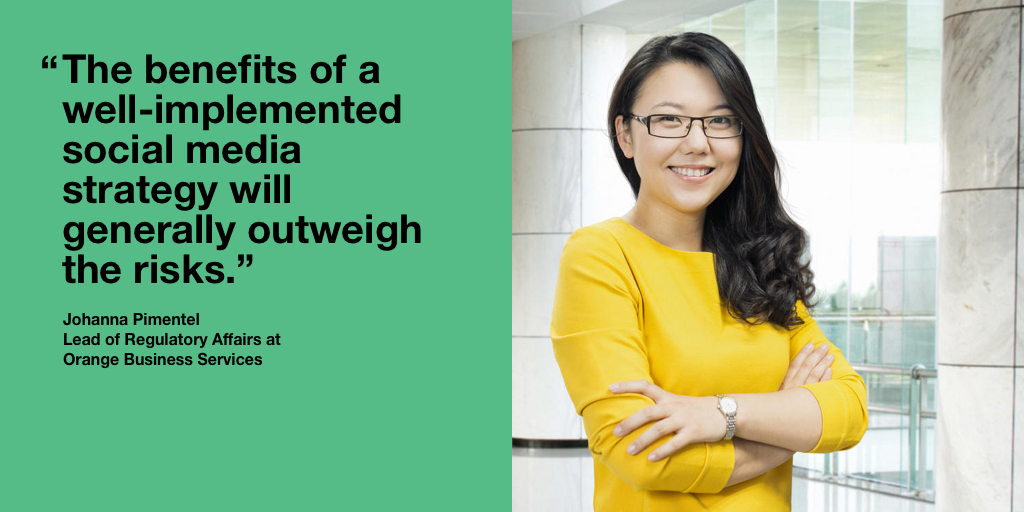 “The benefits of a
well-implemented
social media
strategy will
generally outweigh
the risks.”
Johanna Pimentel
Lead of Regulatory Affairs at
Orange Business Services